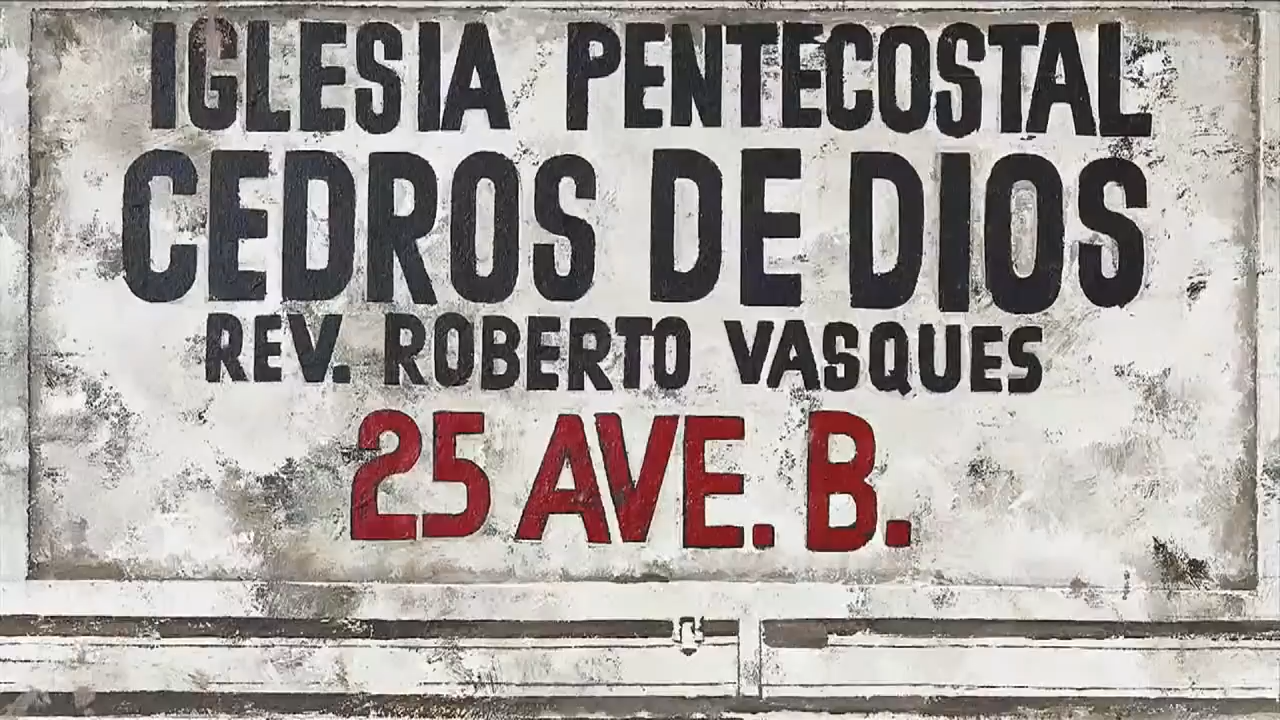 IGLESIA PENTECOSTAL
CEDROS DE DIOS
REV. ROBERTO VASQUES
25 AVE. B.